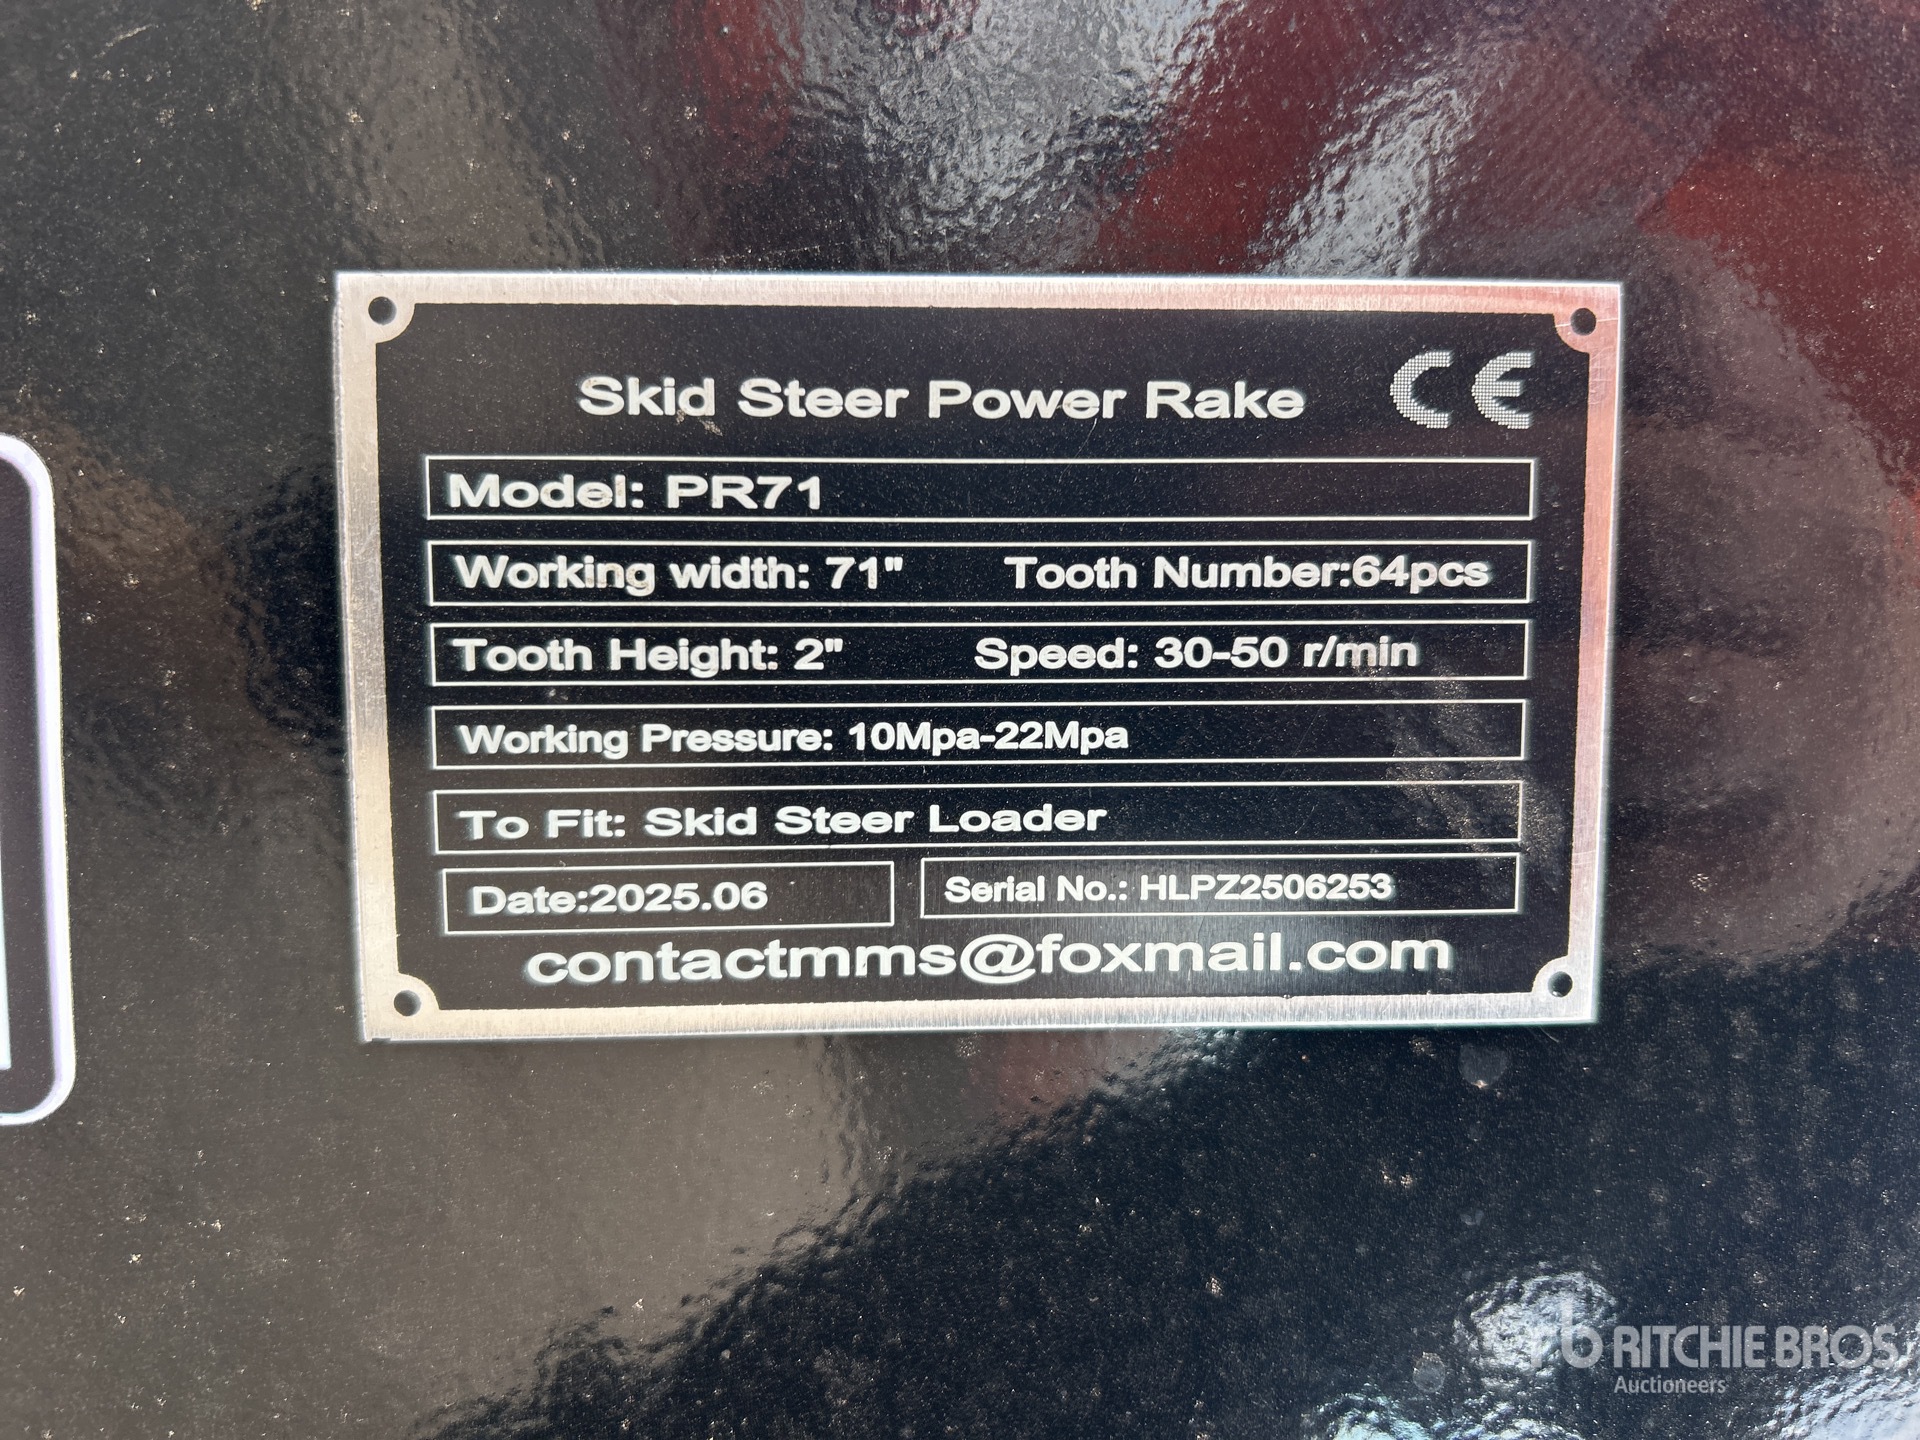 Skid Steer Power Rake CE
Model: PR71
Working width: 71" Tooth Number:64pcs
Tooth Height: 2" Speed: 30-50 r/min
Working Pressure: 10Mpa-22Mpa
To Fit: Skid Steer Loader
Date:2025.06 Serial No.: HLPZ2506253
contactmms@foxmail.com
rb RITCHIE BROS
Auctioneers